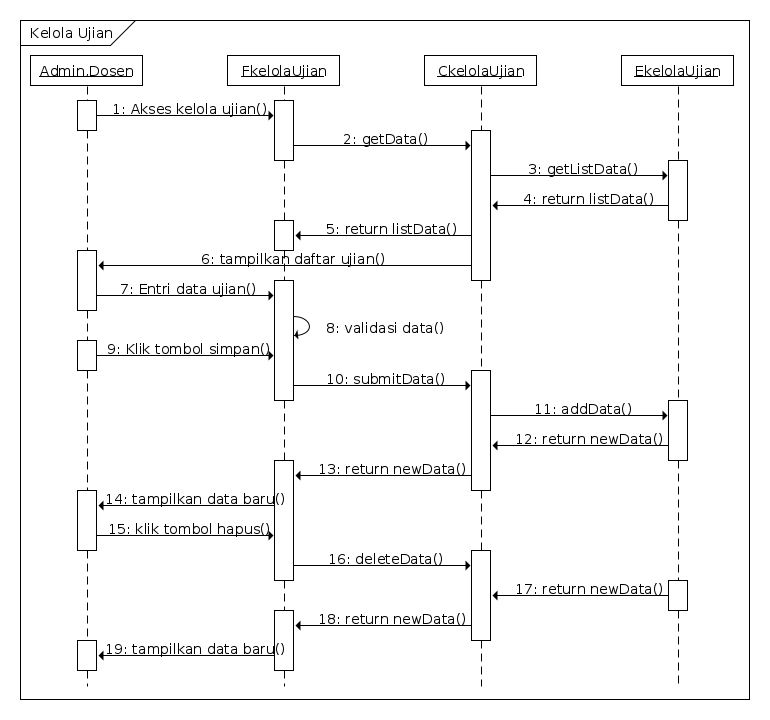 Kelola Ujian
Admin.Dosen
FkelolaUjian
CkelolaUjian
EkelolaUjian
1: Akses kelola ujian()
2: getData()
3: getListData()
4: return listData()
5: return listData()
6: tampilkan daftar ujian()
7: Entri data ujian()
8: validasi data()
9: Klik tombol simpan()
10: submitData()
11: addData()
12: return newData()
13: return newData()
14: tampilkan data baru()
15: klik tombol hapus()
16: deleteData()
17: return newData()
18: return newData()
19: tampilkan data baru()